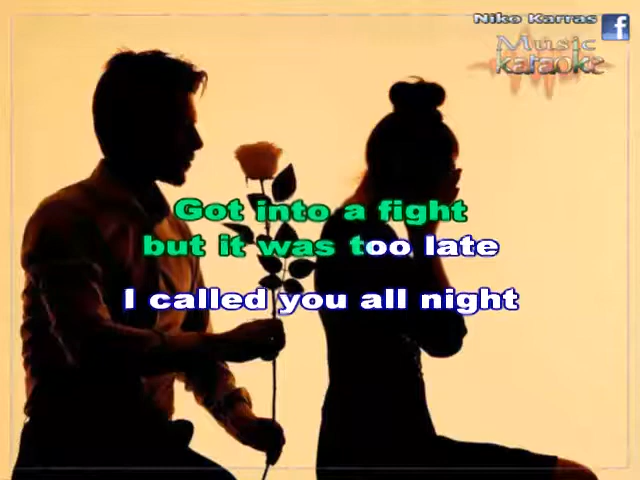 Niko Karras f
Music
karaoke
Got into a fight
but it was too late
I called you all night